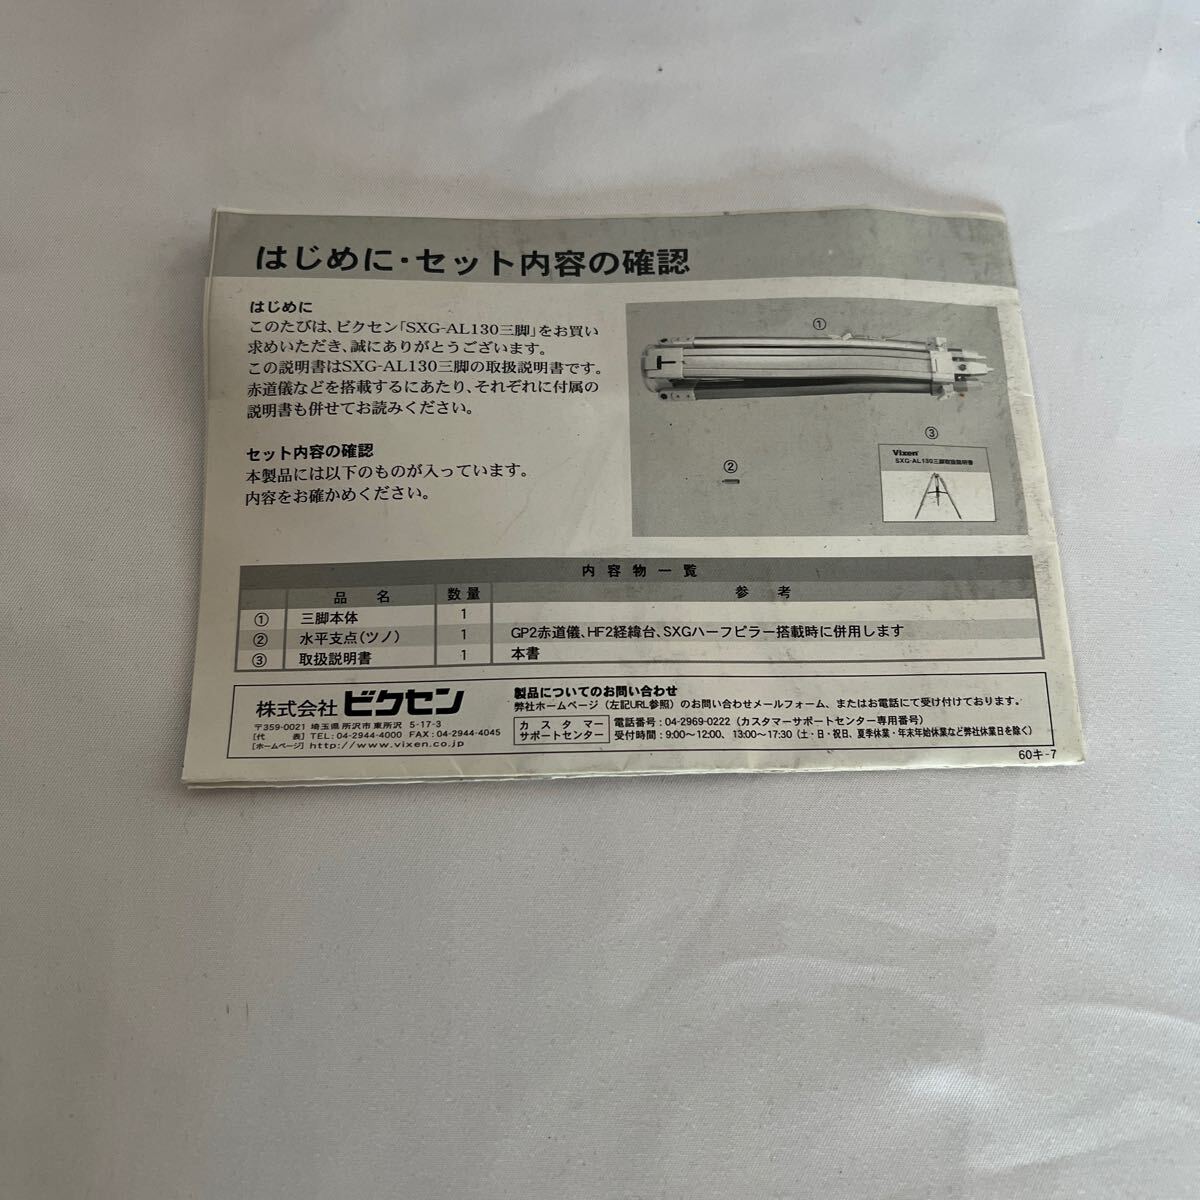 はじめに・セット内容の確認
はじめに
このたびは、ビクセン「SXG-AL130三脚」をお買い
求めいただき、誠にありがとうございます。
この説明書はSXG-AL130三脚の取扱説明書です。
赤道儀などを搭載するにあたり、それぞれに付属の
説明書も併せてお読みください。
セット内容の確認
本製品には以下のものが入っています。
内容をお確かめください。
①
②
③
Vixen
SXG-AL130三脚取扱説明書
内容物一覧
品名 数量 参考
① 三脚本体 1
② 水平支点(ツノ) 1 GP2赤道儀、HF2経緯台、SXGハーフピラー搭載時に併用します
③ 取扱説明書 1 本書
株式会社 ビクセン
〒359-0021 埼玉県所沢市東所沢 5-17-3
[代 表] TEL:04-2944-4000 FAX:04-2944-4045
[ホームページ] http://www.vixen.co.jp
製品についてのお問い合わせ
弊社ホームページ(左記URL参照)のお問い合わせメールフォーム、またはお電話にて受け付けております。
カスタマー
サポートセンター
電話番号:04-2969-0222(カスタマーサポートセンター専用番号)
受付時間:9:00～12:00、13:00～17:30(土・日・祝日、夏季休業・年末年始休業など弊社休業日を除く)
60キ-7